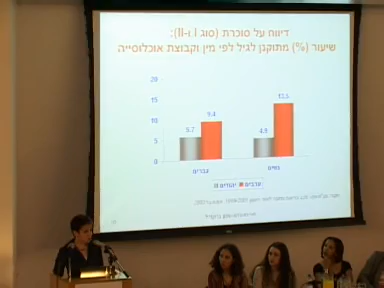 דיווח על סוכרת (סוג I ו-II):
שיעור (%) מתוקנן לגיל לפי מין וקבוצת אוכלוסייה
20
15
10
5
0
5.7
9.4
4.9
13.5
גברים
נשים
יהודים
ערבים